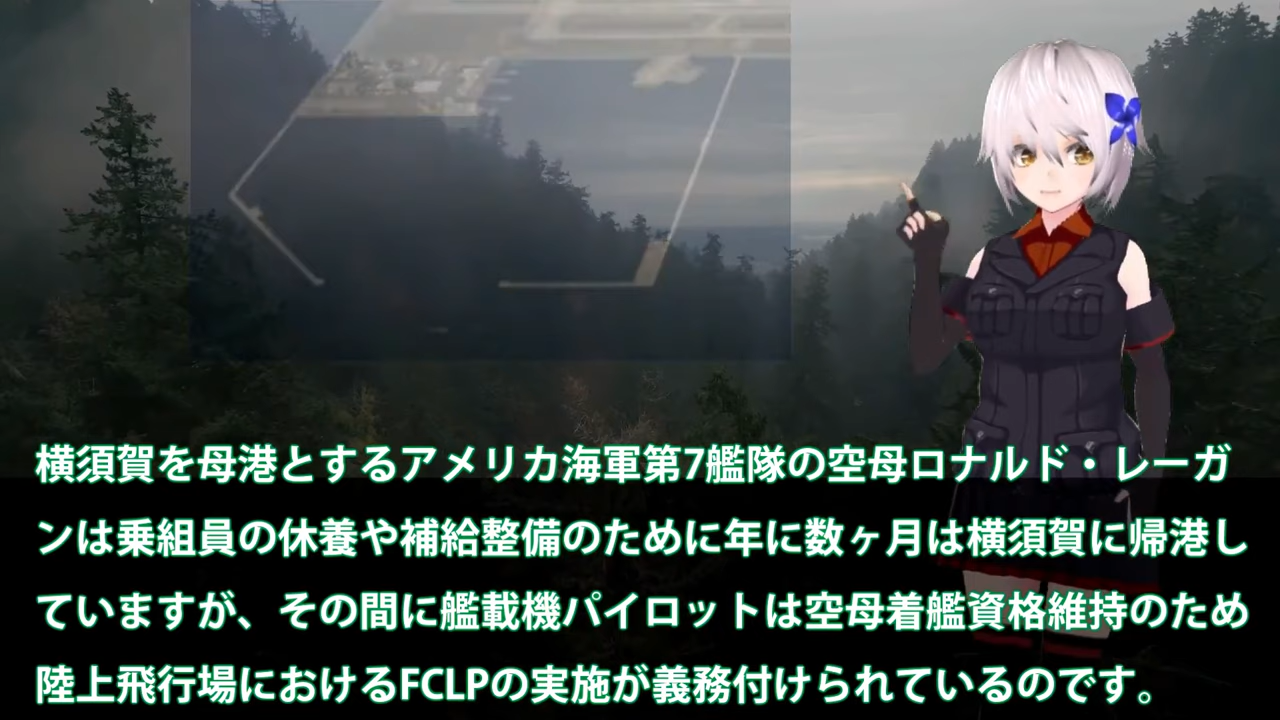 横須賀を母港とするアメリカ海軍第7艦隊の空母ロナルド・レーガ
ンは乗組員の休養や補給整備のために年に数ヶ月は横須賀に帰港し
ていますが、その間に艦載機パイロットは空母着艦資格維持のため
陸上飛行場におけるFCLPの実施が義務付けられているのです。